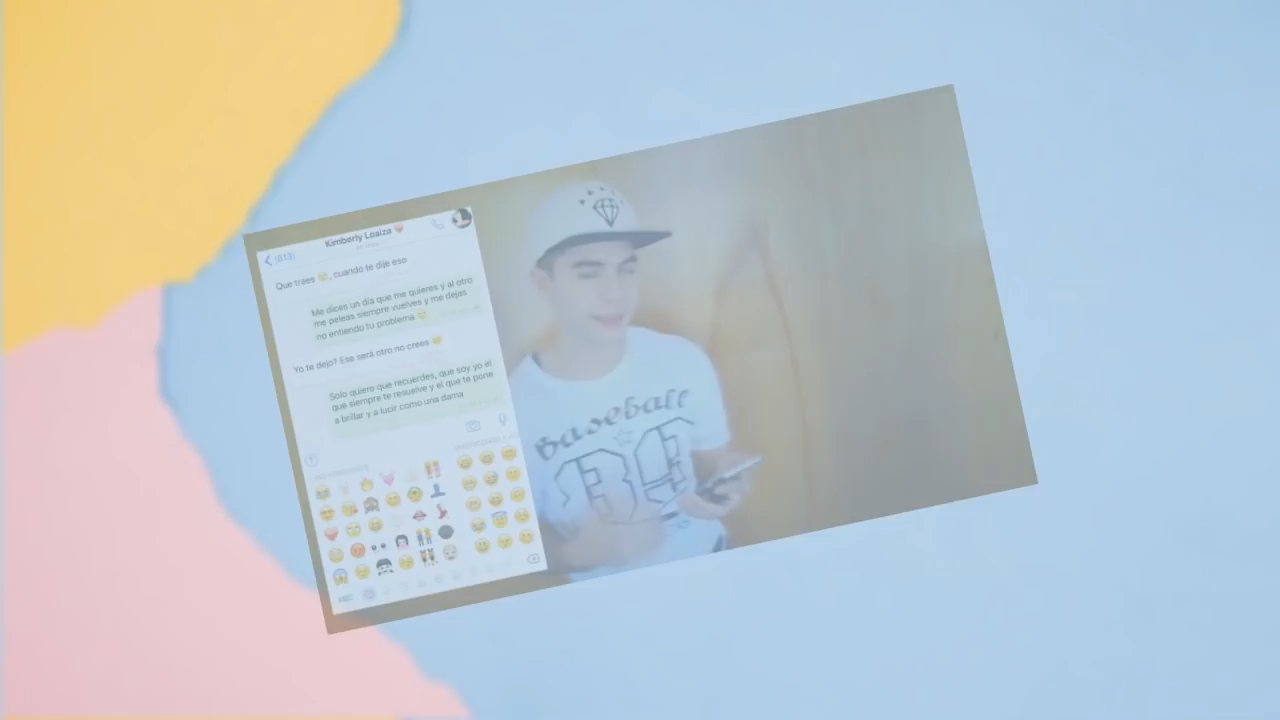 Kimberly Loaiza
Que traes, cuando te dije eso
Me dices un día que me quieres y al otro
me peleas siempre vuelves y me dejas
no entiendo tu problema
Yo te dejo? Ese será otro no crees
Solo quiero que recuerdes, que soy yo el
que siempre te resuelve y el que te pone
a brillar y a lucir como una dama
Baseball
ABC